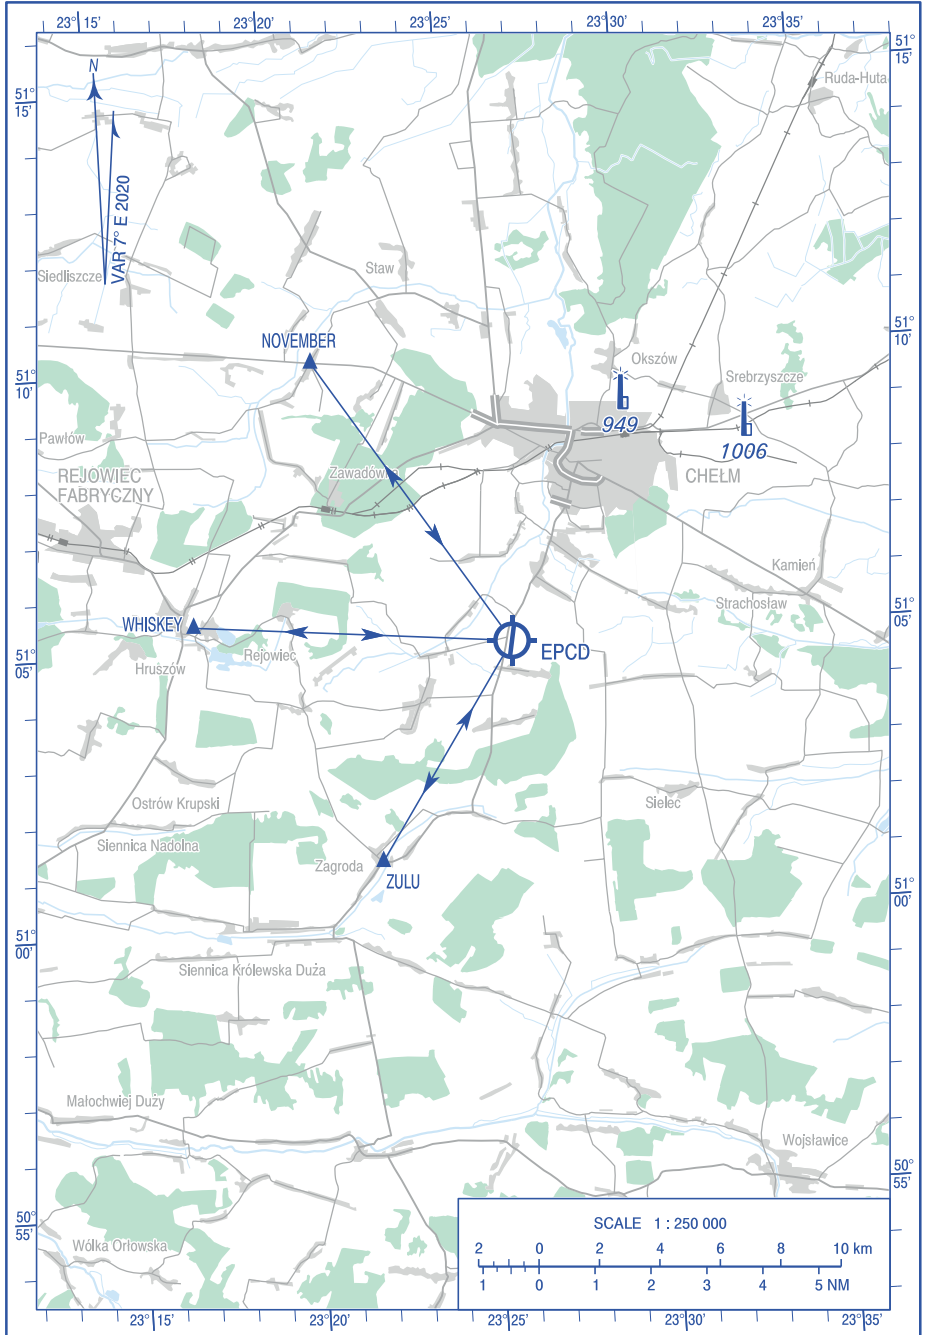 23° 15' 23° 20' 23° 25' 23° 30' 23° 35'
51°
15'
51°
15'
N
VAR 7° E 2020
Ruda-Huta
Siedliszcze
Staw
51°
10'
NOVEMBER
Okszów
51°
10'
Srebrzyszcze
949
1006
Pawłów
REJOWIEC
FABRYCZNY
Zawadówka
CHEŁM
Kamień
Strachosław
51°
05'
WHISKEY
EPCD
51°
05'
Hruszów
Rejowiec
Ostrów Krupski
Sielec
Siennica Nadolna
Zagroda
ZULU
51°
00'
51°
00'
Siennica Królewska Duża
Małochwiej Duży
Wojsławice
50°
55'
50°
55'
Wólka Orłowska
SCALE 1 : 250 000
2 0 2 4 6 8 10 km
1 0 1 2 3 4 5 NM
23° 15' 23° 20' 23° 25' 23° 30' 23° 35'